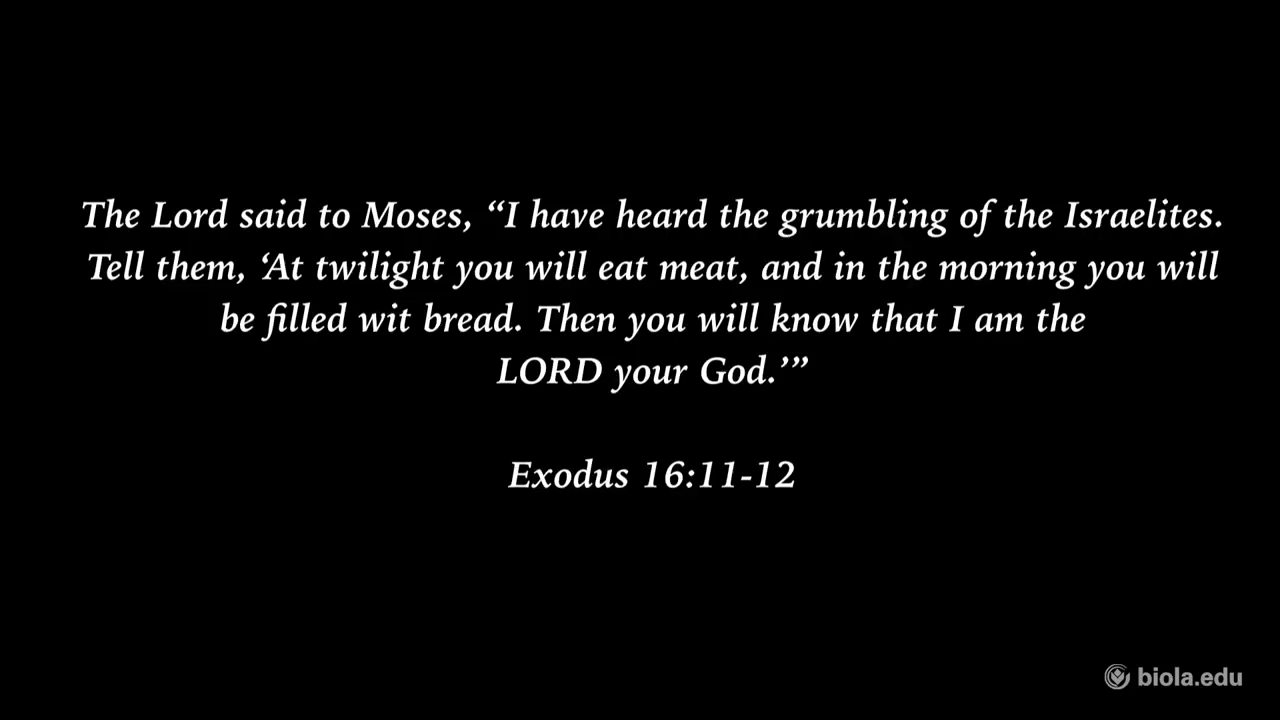 The Lord said to Moses, “I have heard the grumbling of the Israelites.
Tell them, ‘At twilight you will eat meat, and in the morning you will
be filled wit bread. Then you will know that I am the
LORD your God.’”
Exodus 16:11-12
biola.edu